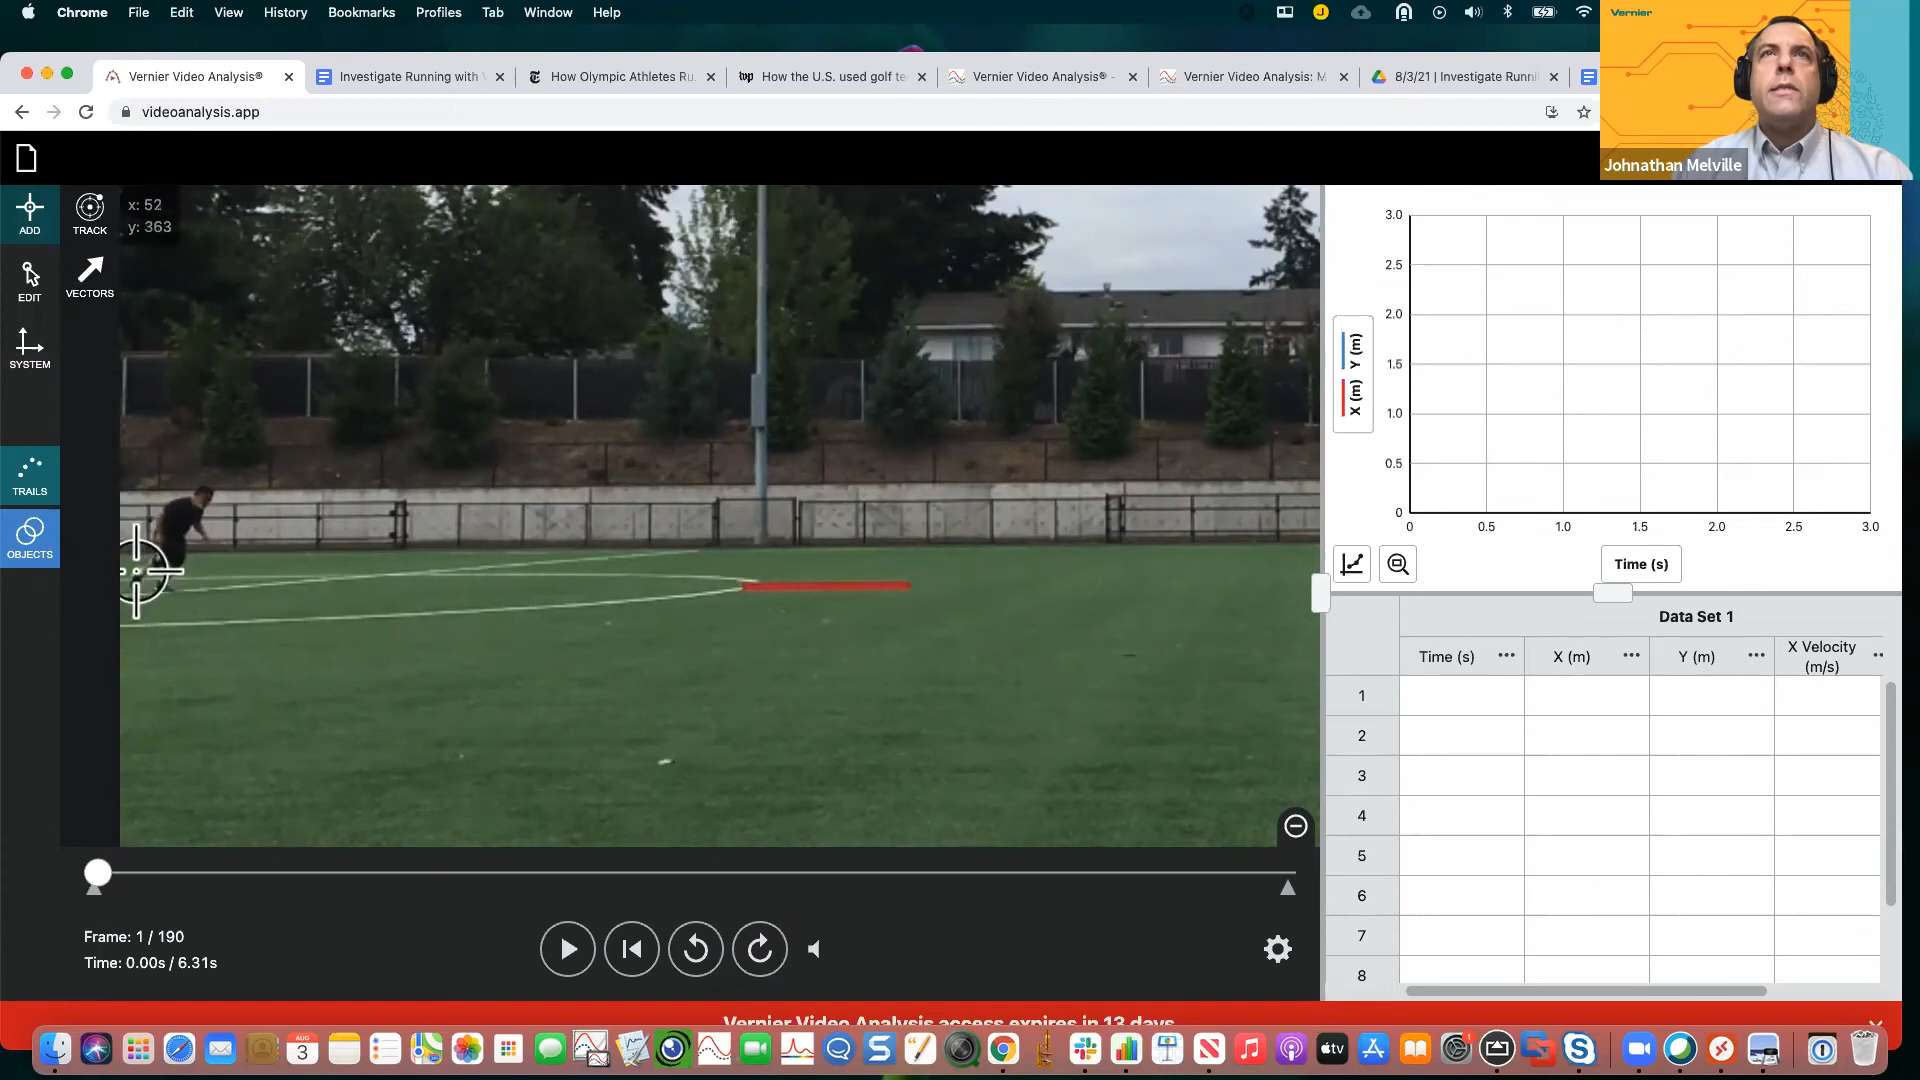 Chrome File Edit View History Bookmarks Profiles Tab Window Help
Vernier
Vernier Video Analysis®
Investigate Running with
How Olympic Athletes Ru
wp How the U.S. used golf te
Vernier Video Analysis® -
Vernier Video Analysis: M
8/3/21 | Investigate Runni
videoanalysis.app
Johnathan Melville
ADD
TRACK
x: 52
y: 363
EDIT
VECTORS
SYSTEM
TRAILS
OBJECTS
3.0
2.5
2.0
1.5
1.0
0.5
0
Y (m)
X (m)
0 0.5 1.0 1.5 2.0 2.5 3.0
Time (s)
Data Set 1
Time (s) ••• X (m) ••• Y (m) ••• X Velocity (m/s) ••
1
2
3
4
5
6
7
8
Frame: 1 / 190
Time: 0.00s / 6.31s
Vernier Video Analysis access expires in 13 days
AUG
3
tv